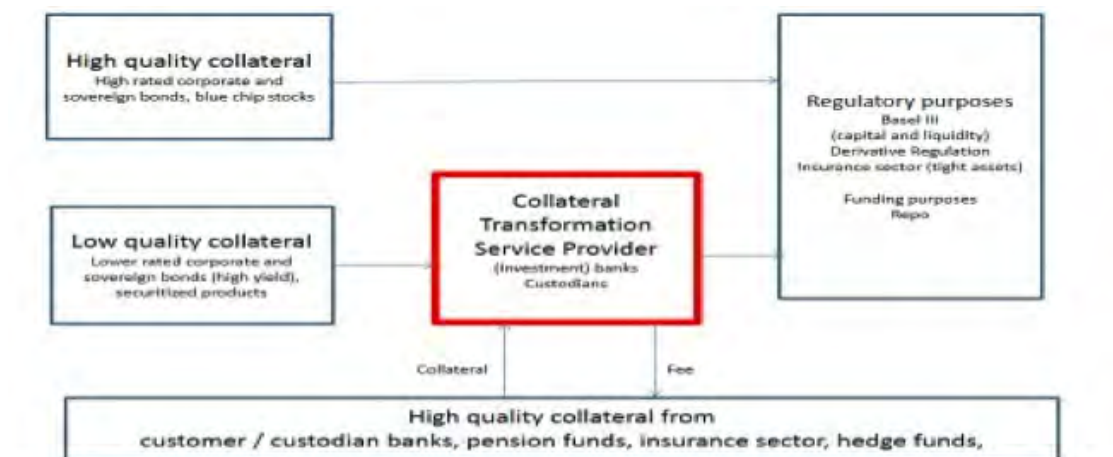 High quality collateral
High rated corporate and
sovereign bonds, blue chip stocks
Regulatory purposes
Basel III
(capital and liquidity)
Derivative Regulation
Insurance sector (tight assets)
Funding purposes
Repo
Collateral
Transformation
Service Provider
(Investment) banks
Custodians
Low quality collateral
Lower rated corporate and
sovereign bonds (high yield),
securitized products
Collateral
Fee
High quality collateral from
customer / custodian banks, pension funds, insurance sector, hedge funds,